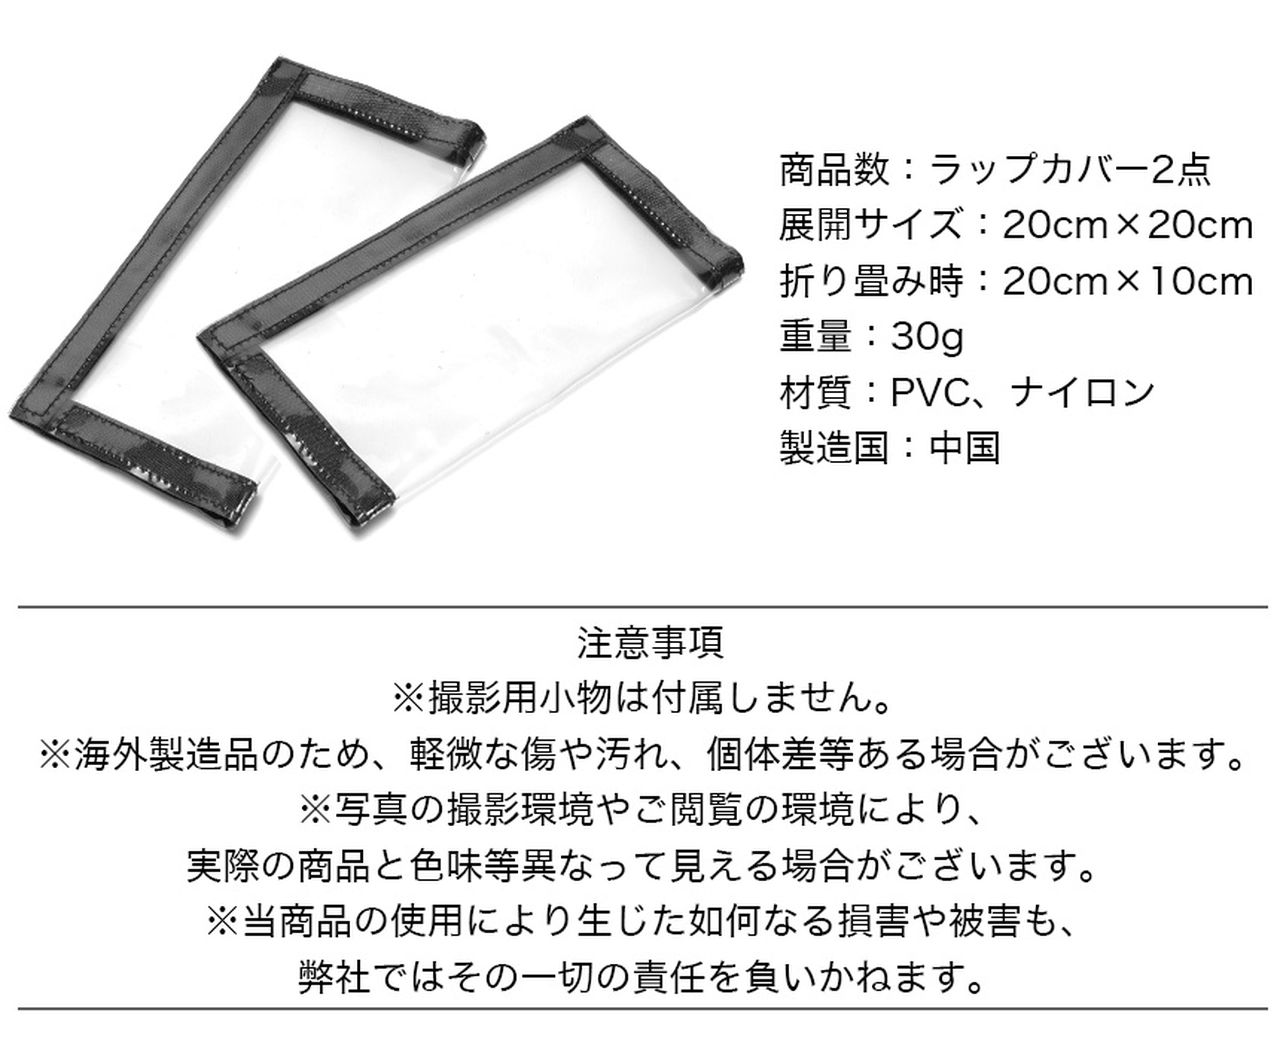 商品数：ラップカバー2点
展開サイズ：20cm×20cm
折り畳み時：20cm×10cm
重量：30g
材質：PVC、ナイロン
製造国：中国
注意事項
※撮影用小物は付属しません。
※海外製造品のため、軽微な傷や汚れ、個体差等ある場合がございます。
※写真の撮影環境やご閲覧の環境により、
実際の商品と色味等異なって見える場合がございます。
※当商品の使用により生じた如何なる損害や被害も、
弊社ではその一切の責任を負いかねます。